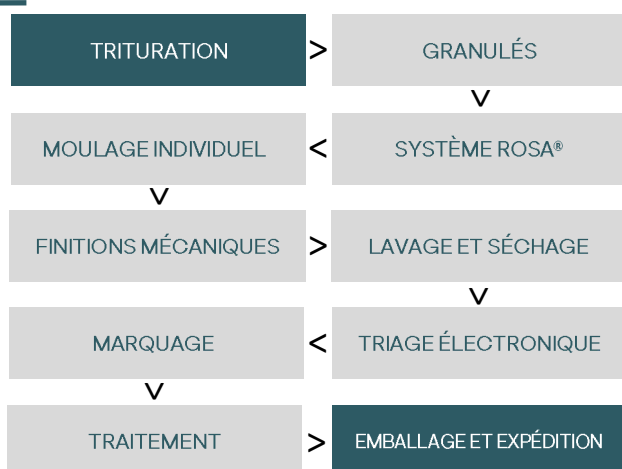 TRITURATION > GRANULÉS
>
MOULAGE INDIVIDUEL < SYSTÈME ROSA®
>
FINITIONS MÉCANIQUES > LAVAGE ET SÉCHAGE
>
MARQUAGE < TRIAGE ÉLECTRONIQUE
>
TRAITEMENT > EMBALLAGE ET EXPÉDITION